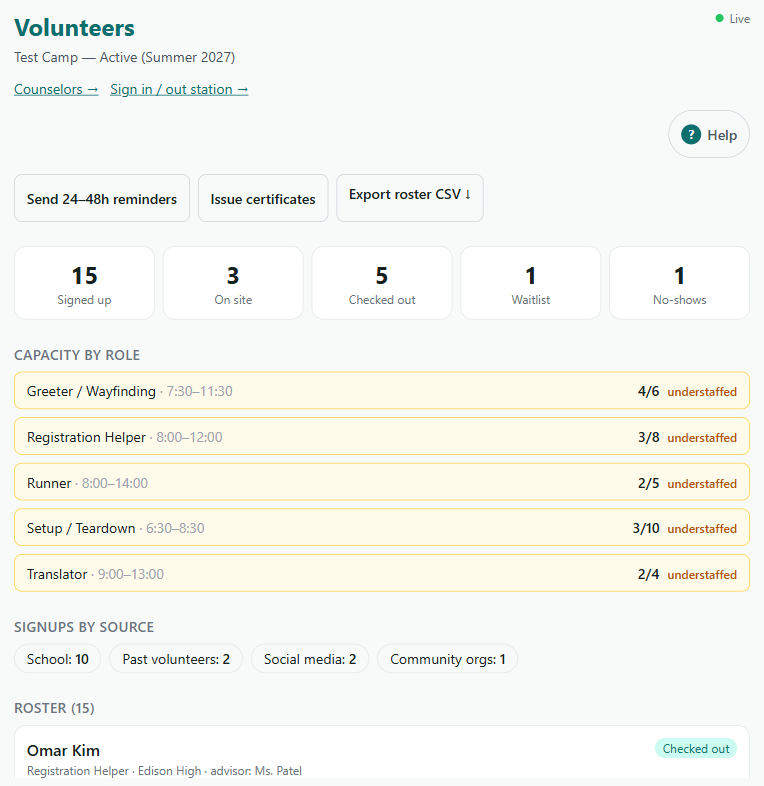 Volunteers
Live
Test Camp — Active (Summer 2027)
Counselors → Sign in / out station →
? Help
Send 24–48h reminders Issue certificates Export roster CSV ↓
15 3 5 1 1
Signed up On site Checked out Waitlist No-shows
CAPACITY BY ROLE
Greeter / Wayfinding · 7:30–11:30 4/6 understaffed
Registration Helper · 8:00–12:00 3/8 understaffed
Runner · 8:00–14:00 2/5 understaffed
Setup / Teardown · 6:30–8:30 3/10 understaffed
Translator · 9:00–13:00 2/4 understaffed
SIGNUPS BY SOURCE
School: 10 Past volunteers: 2 Social media: 2 Community orgs: 1
ROSTER (15)
Omar Kim Checked out
Registration Helper · Edison High · advisor: Ms. Patel